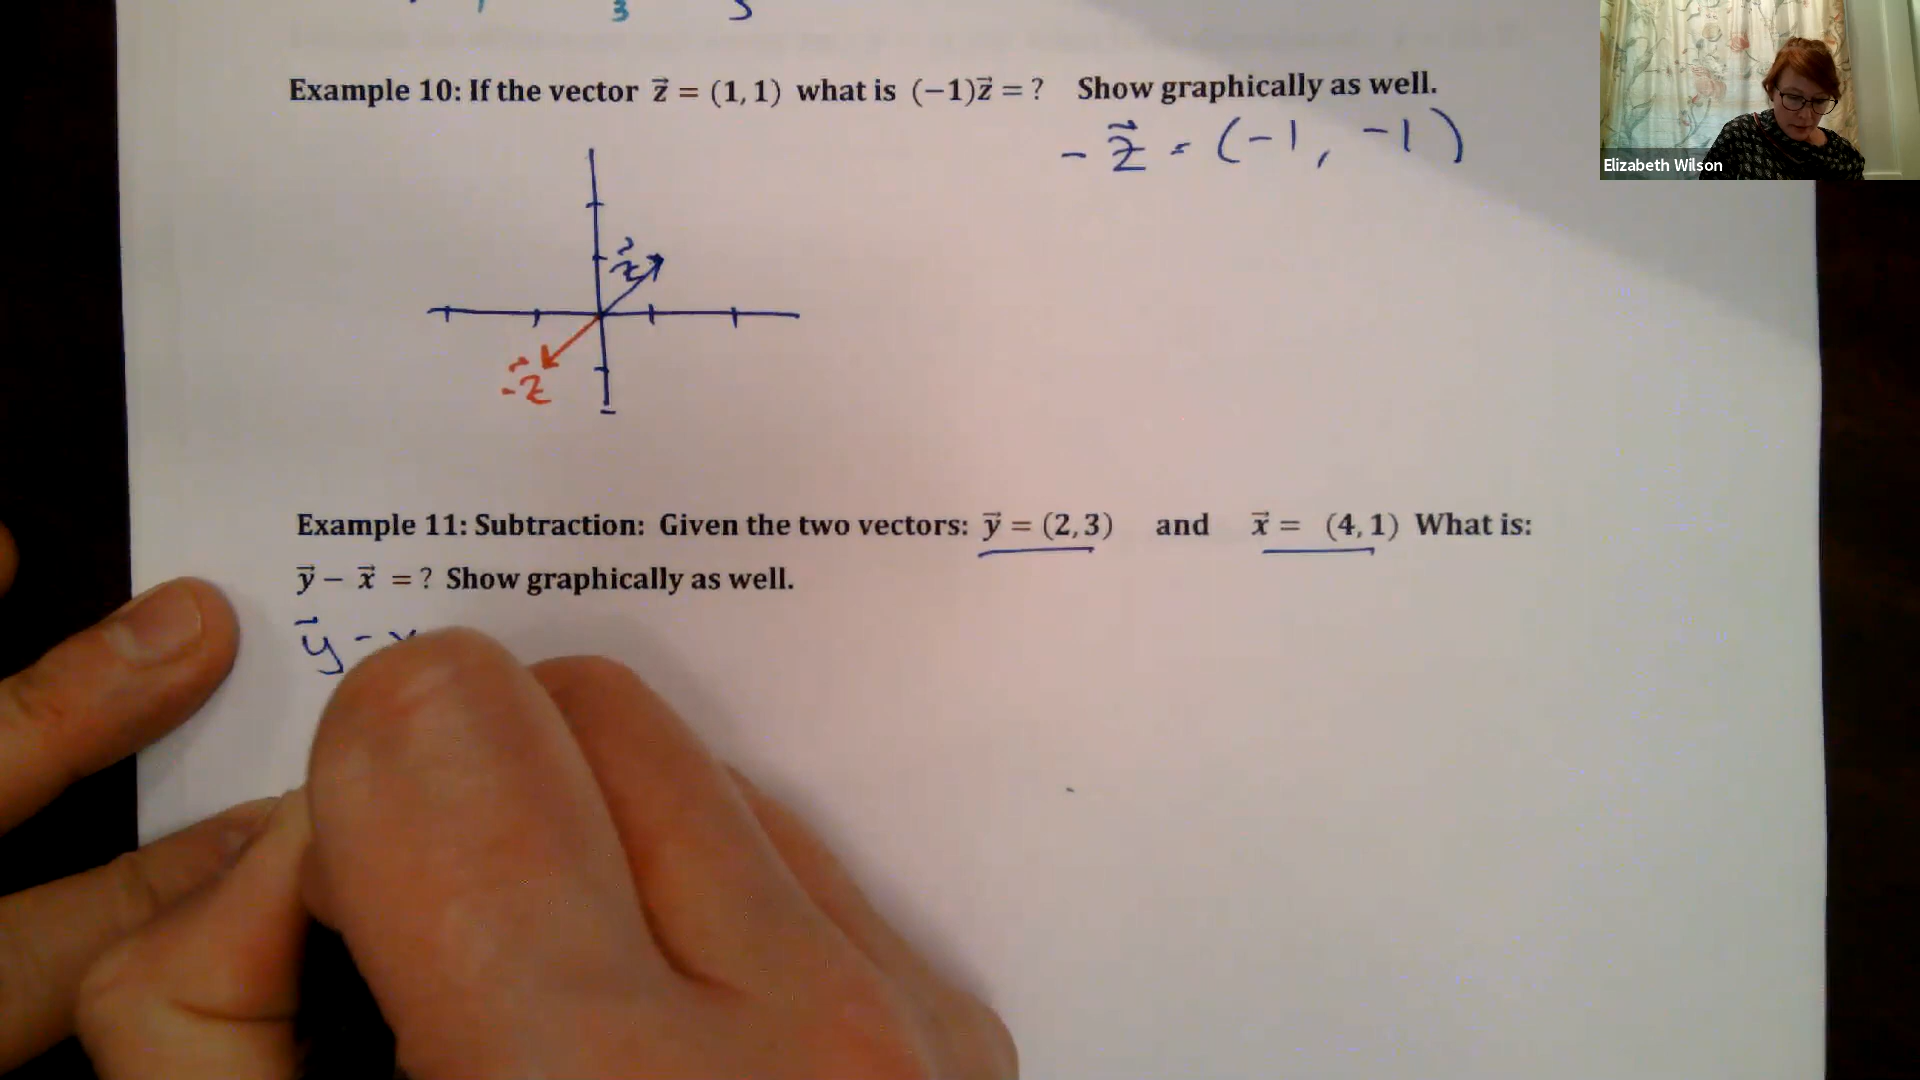 3
Example 10: If the vector z⃗ = (1, 1) what is (−1)z⃗ = ? Show graphically as well.
- z⃗ = (-1, -1)
Elizabeth Wilson
z⃗
-z⃗
Example 11: Subtraction: Given the two vectors: y⃗ = (2, 3) and x⃗ = (4, 1) What is:
y⃗ − x⃗ = ? Show graphically as well.
y⃗ - x